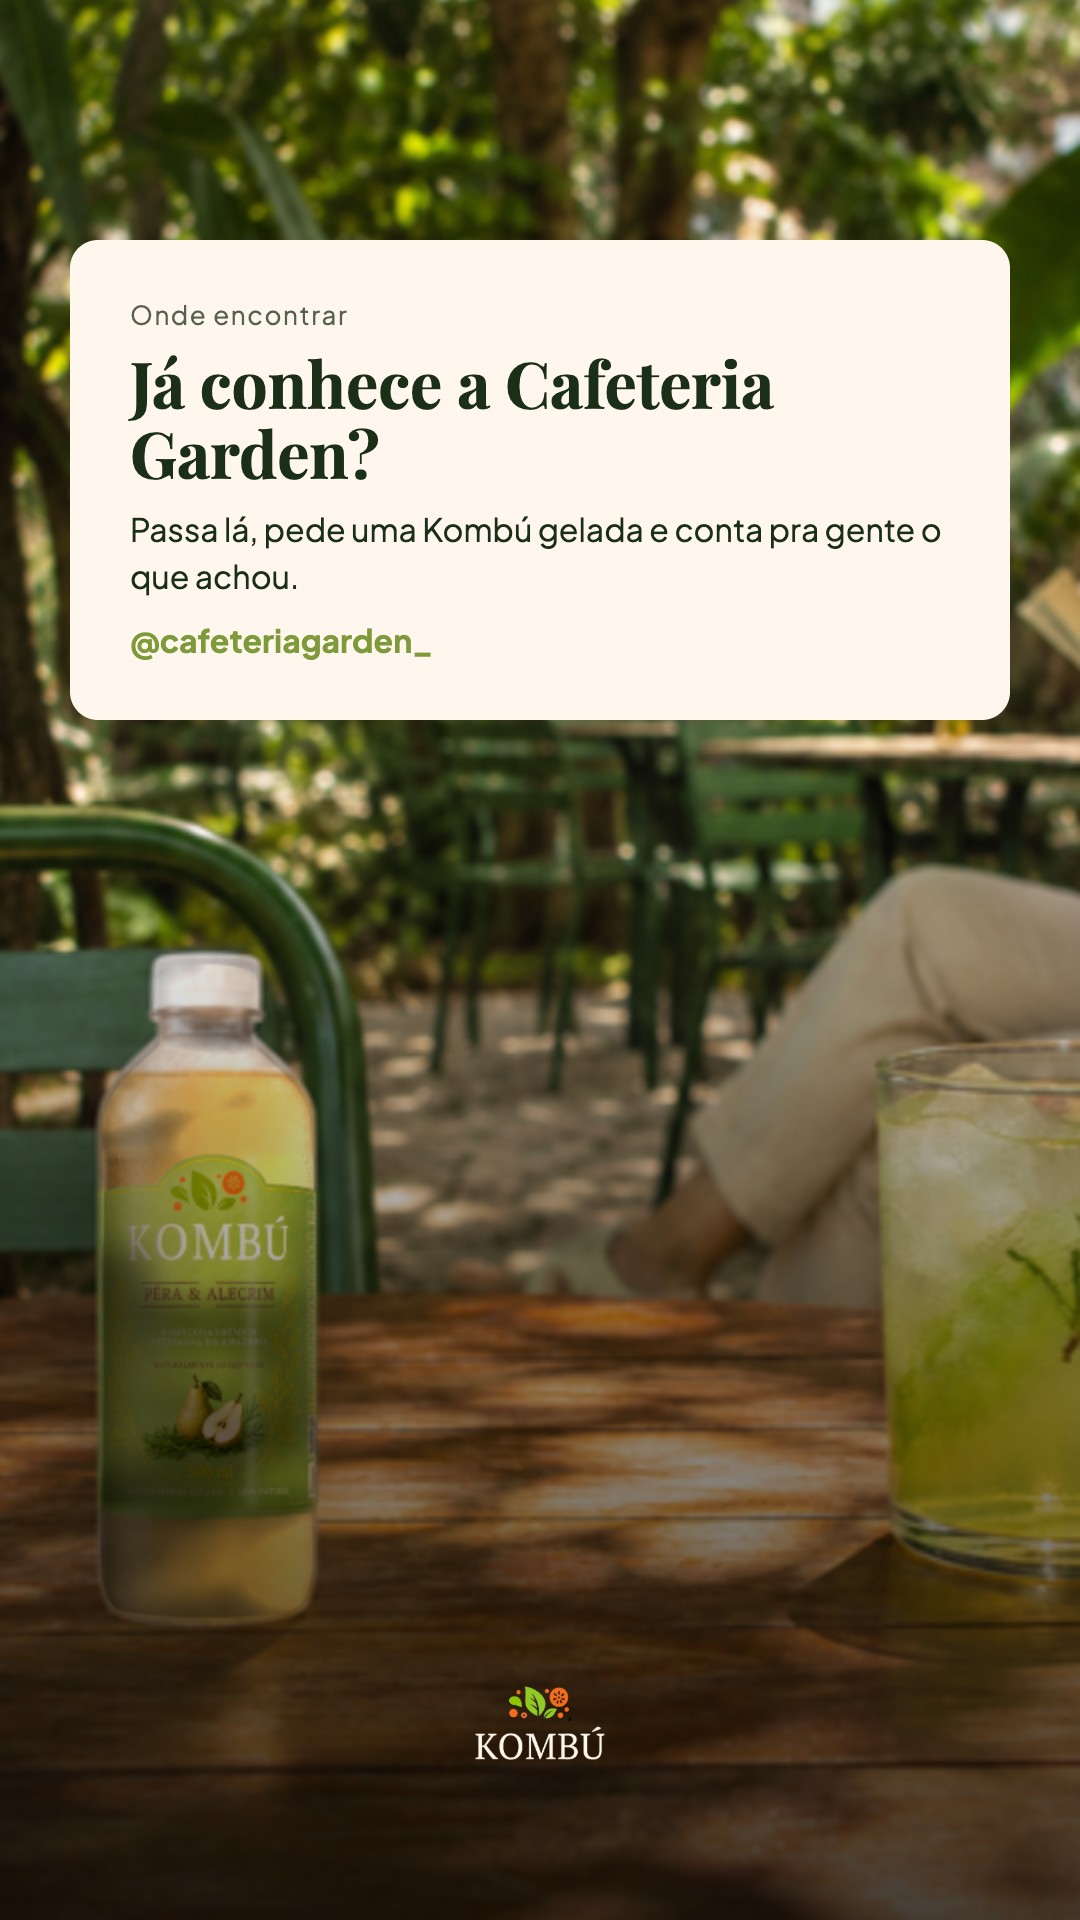 Onde encontrar
Já conhece a Cafeteria
Garden?
Passa lá, pede uma Kombú gelada e conta pra gente o
que achou.
@cafeteriagarden_
KOMBÚ
PÊRA & ALECRIM
KOMBÚ